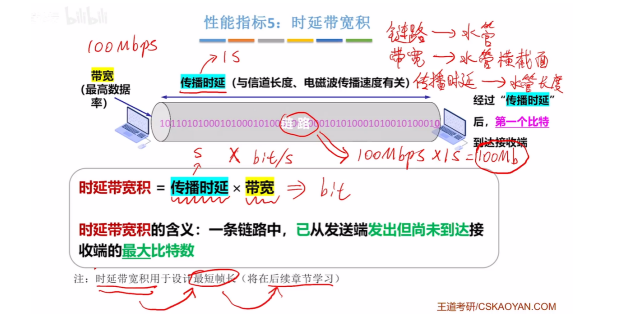 bilibili
性能指标5：时延带宽积
100Mbps
1s
链路→水管
带宽→水管横截面
传播时延→水管长度
带宽
(最高数据
率)
传播时延 (与信道长度、电磁波传播速度有关)
链路
经过“传播时延”
后，第一个比特
到达接收端
s × bit/s
100Mbps × 1s = 100Mb
时延带宽积 = 传播时延 × 带宽 ⇒ bit
时延带宽积的含义：一条链路中，已从发送端发出但尚未到达接
收端的最大比特数
注：时延带宽积用于设计最短帧长（将在后续章节学习）
王道考研/CSKAOYAN.COM